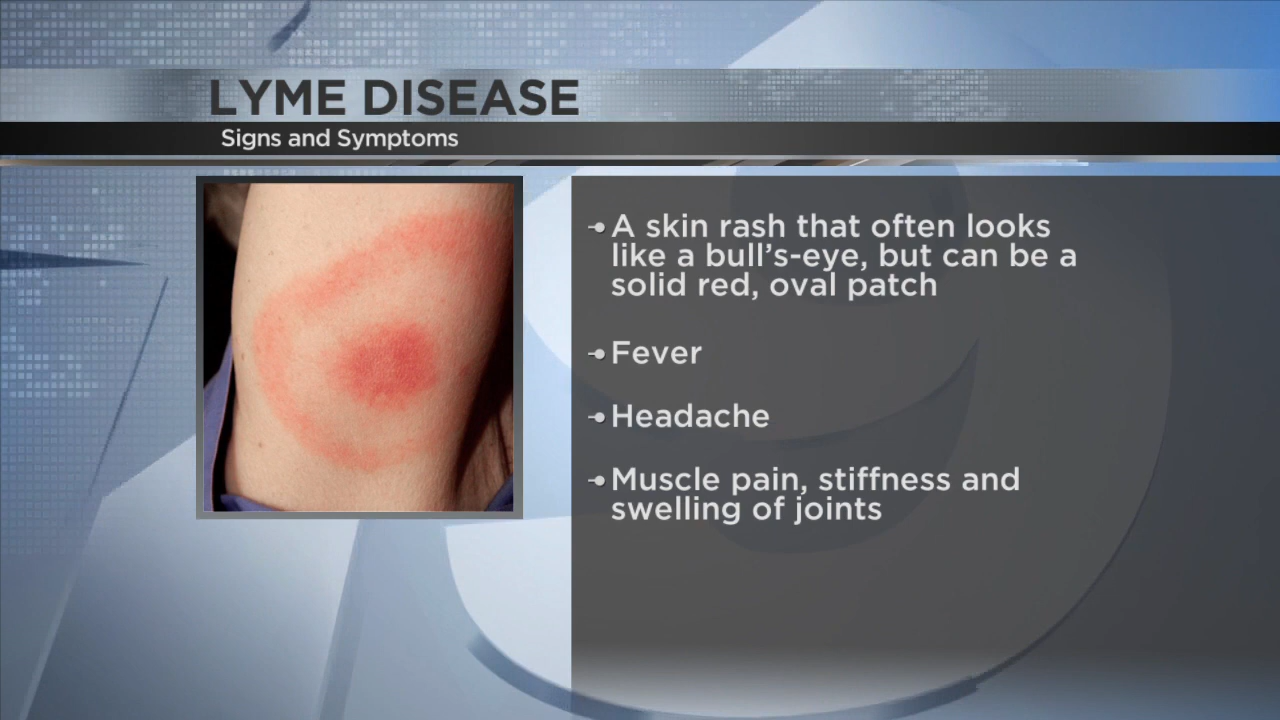 LYME DISEASE
Signs and Symptoms
A skin rash that often looks
like a bull’s-eye, but can be a
solid red, oval patch
Fever
Headache
Muscle pain, stiffness and
swelling of joints